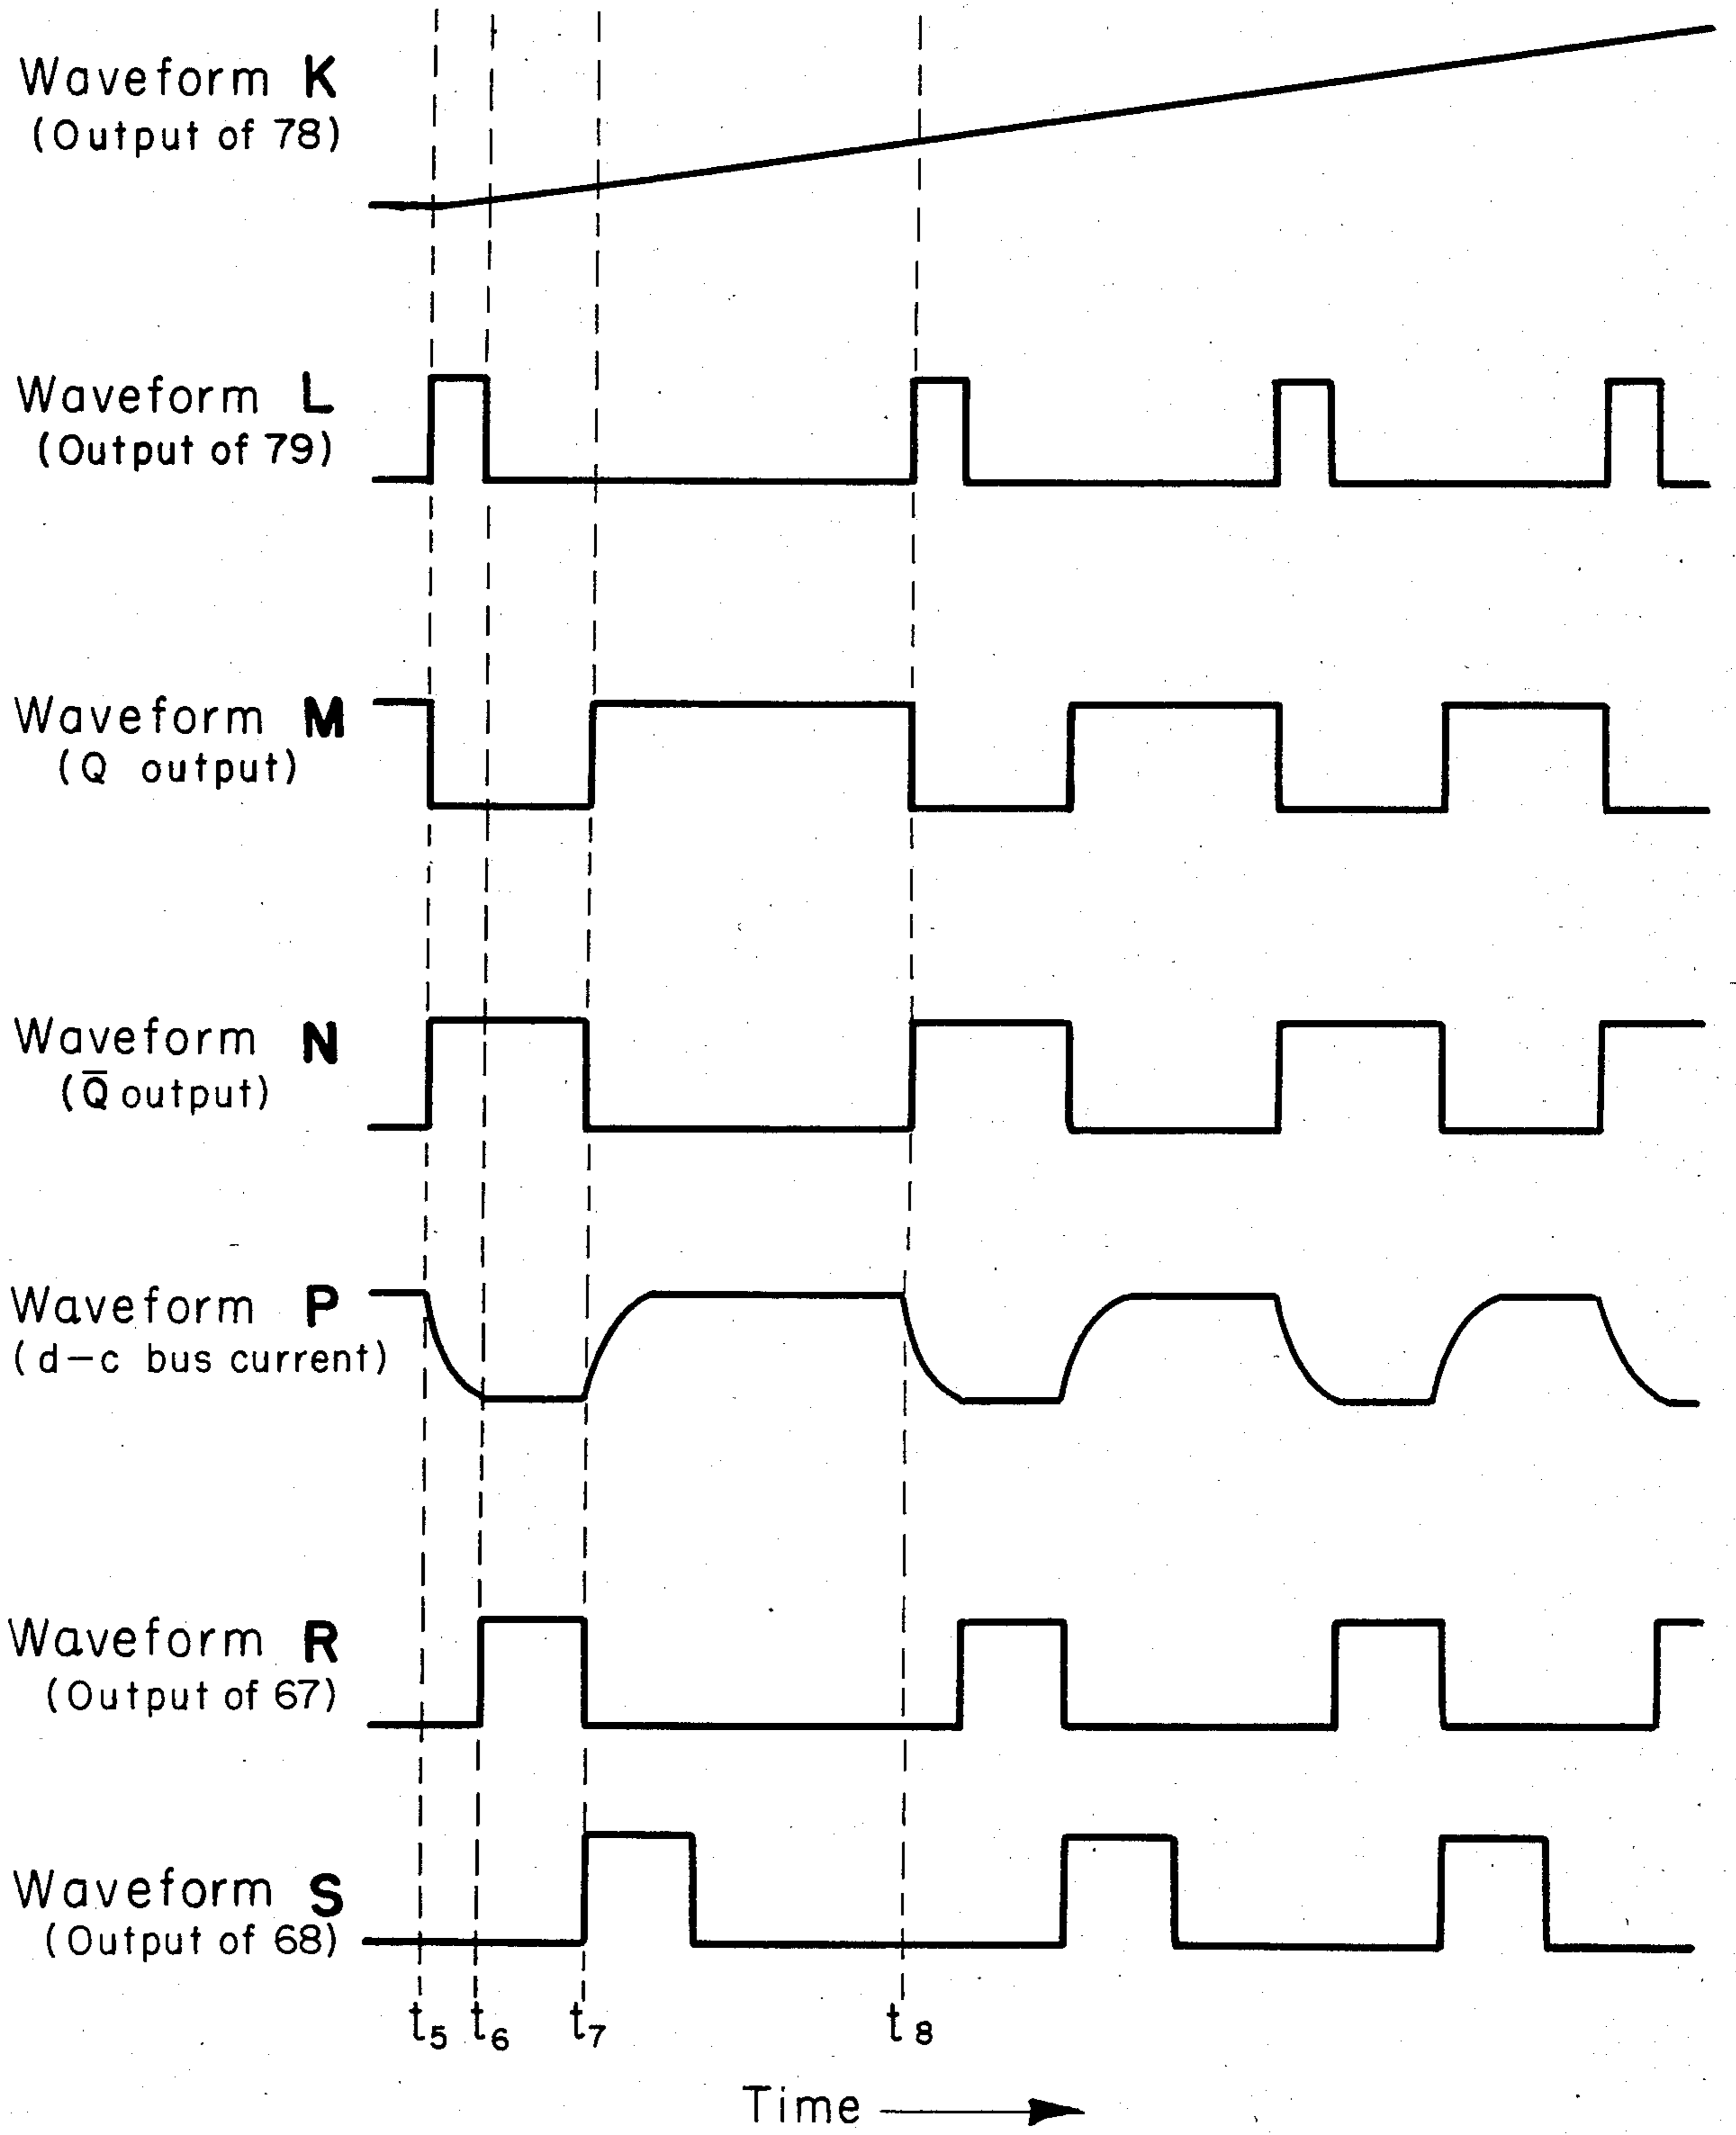 Waveform K
(Output of 78)
Waveform L
(Output of 79)
Waveform M
(Q output)
Waveform N
(Q̅ output)
Waveform P
(d-c bus current)
Waveform R
(Output of 67)
Waveform S
(Output of 68)
t₅ t₆ t₇ t₈
Time